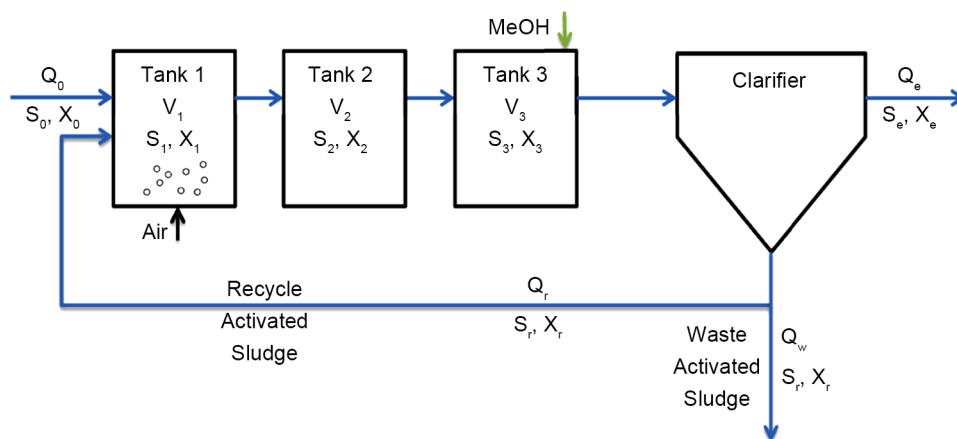 MeOH
Q₀
S₀, X₀
Tank 1
V₁
S₁, X₁
Air
Tank 2
V₂
S₂, X₂
Tank 3
V₃
S₃, X₃
Clarifier
Qₑ
Sₑ, Xₑ
Recycle
Activated
Sludge
Qᵣ
Sᵣ, Xᵣ
Waste
Activated
Sludge
Q_w
Sᵣ, Xᵣ